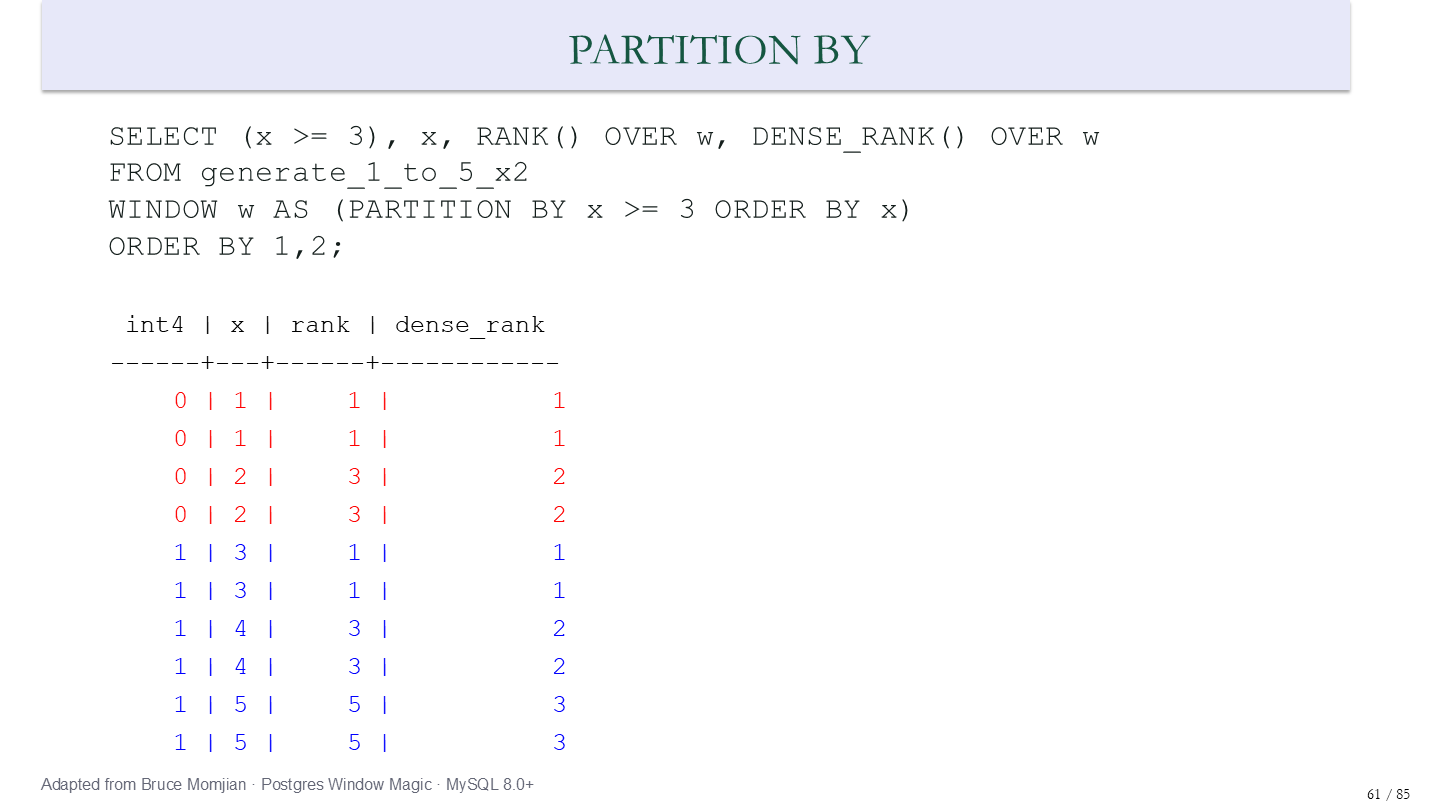 PARTITION BY
SELECT (x >= 3), x, RANK() OVER w, DENSE_RANK() OVER w
FROM generate_1_to_5_x2
WINDOW w AS (PARTITION BY x >= 3 ORDER BY x)
ORDER BY 1,2;
 int4 | x | rank | dense_rank
------+---+------+------------
    0 | 1 |    1 |          1
    0 | 1 |    1 |          1
    0 | 2 |    3 |          2
    0 | 2 |    3 |          2
    1 | 3 |    1 |          1
    1 | 3 |    1 |          1
    1 | 4 |    3 |          2
    1 | 4 |    3 |          2
    1 | 5 |    5 |          3
    1 | 5 |    5 |          3
Adapted from Bruce Momjian · Postgres Window Magic · MySQL 8.0+
61 / 85